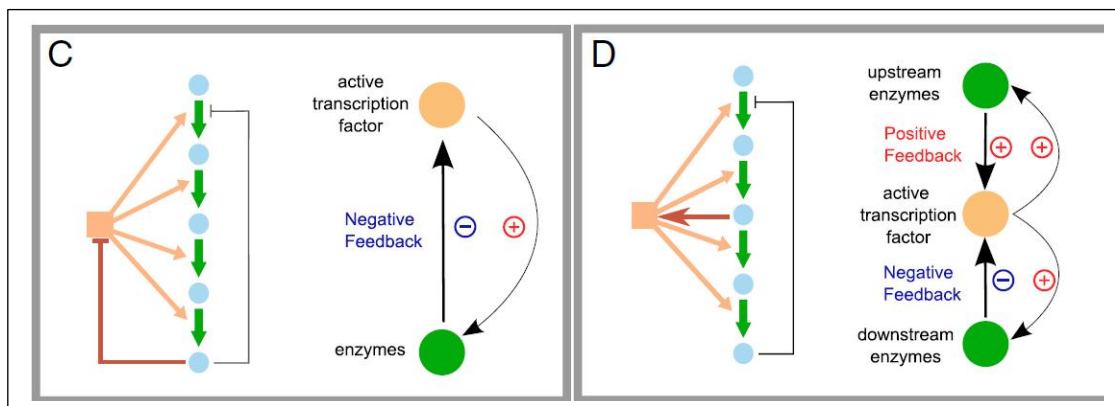 C
active
transcription
factor
Negative
Feedback
−
+
enzymes
D
upstream
enzymes
Positive
Feedback
+
+
active
transcription
factor
Negative
Feedback
−
+
downstream
enzymes